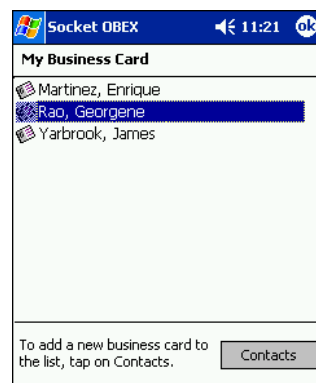 Socket OBEX 11:21 ok
My Business Card
Martinez, Enrique
Rao, Georgene
Yarbrook, James
To add a new business card to
the list, tap on Contacts.
Contacts